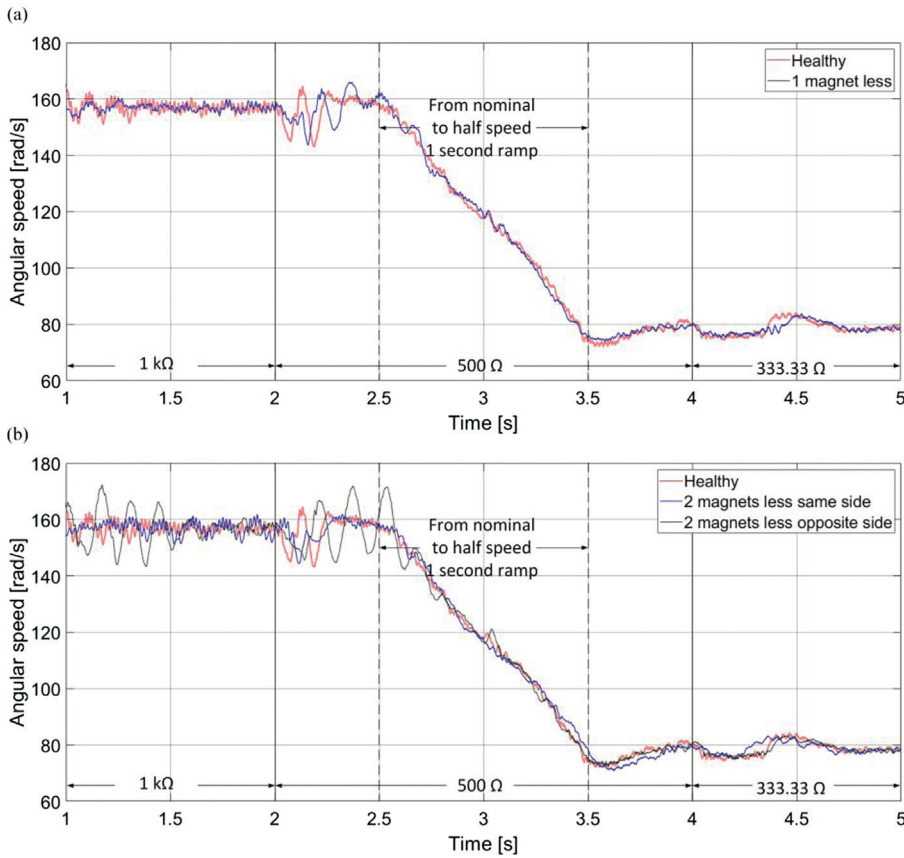 (a)
180
160
140
120
100
80
60
Angular speed [rad/s]
Healthy
1 magnet less
From nominal
to half speed
1 second ramp
1 kΩ
500 Ω
333.33 Ω
1
1.5
2
2.5
3
3.5
4
4.5
5
Time [s]
(b)
180
160
140
120
100
80
60
Angular speed [rad/s]
Healthy
2 magnets less same side
2 magnets less opposite side
From nominal
to half speed
1 second ramp
1 kΩ
500 Ω
333.33 Ω
1
1.5
2
2.5
3
3.5
4
4.5
5
Time [s]